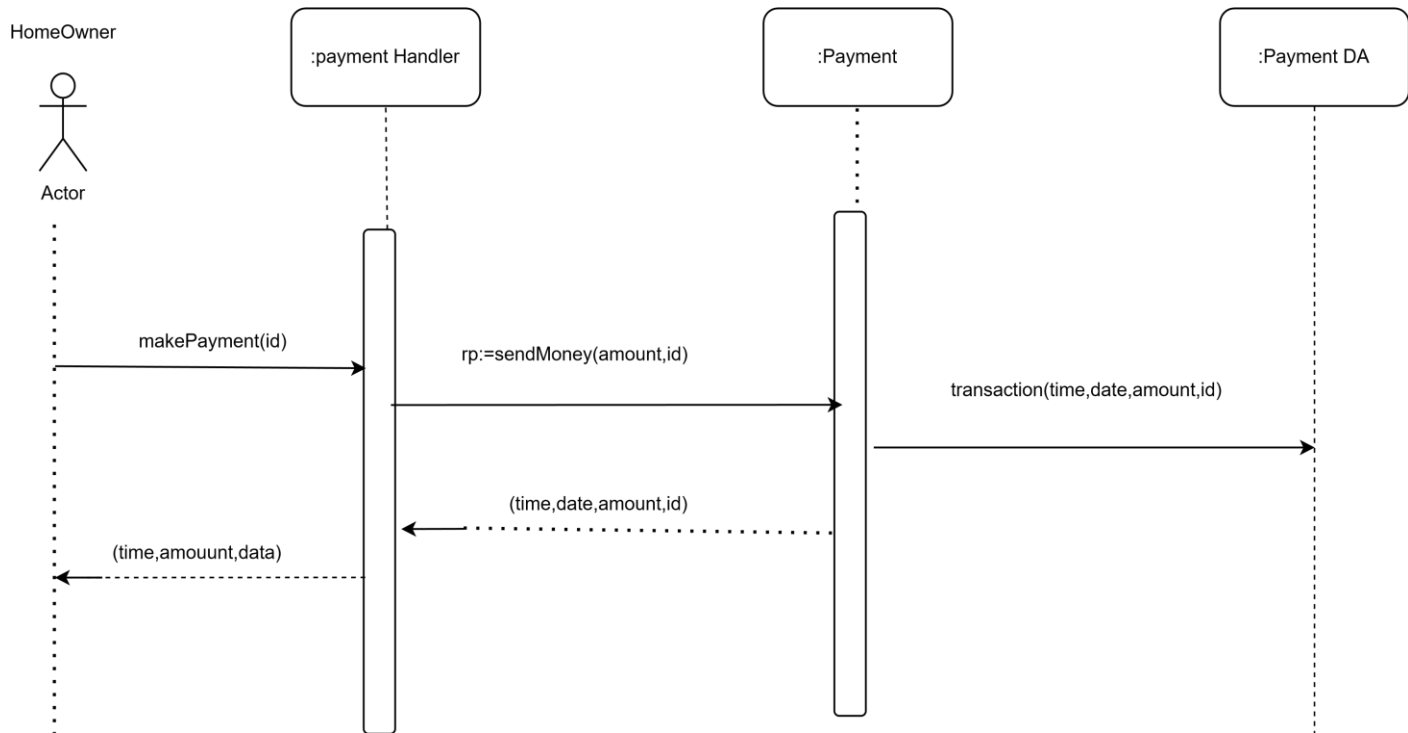 HomeOwner
:payment Handler
:Payment
:Payment DA
Actor
makePayment(id)
rp:=sendMoney(amount,id)
transaction(time,date,amount,id)
(time,date,amount,id)
(time,amouunt,data)